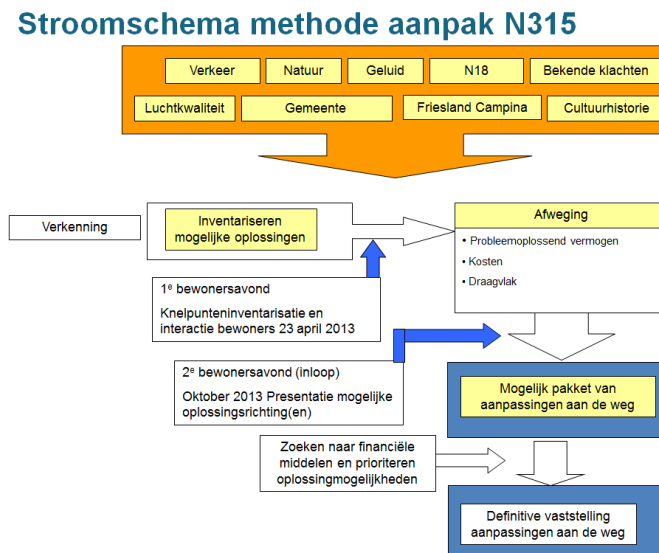 Stroomschema methode aanpak N315
Verkeer
Natuur
Geluid
N18
Bekende klachten
Luchtkwaliteit
Gemeente
Friesland Campina
Cultuurhistorie
Verkenning
Inventariseren
mogelijke oplossingen
Afweging
• Probleemoplossend vermogen
• Kosten
• Draagvlak
1e bewonersavond
Knelpunteninventarisatie en
interactie bewoners 23 april 2013
2e bewonersavond (inloop)
Oktober 2013 Presentatie mogelijke
oplossingsrichting(en)
Mogelijk pakket van
aanpassingen aan de weg
Zoeken naar financiële
middelen en prioriteren
oplossingmogelijkheden
Definitive vaststelling
aanpassingen aan de weg